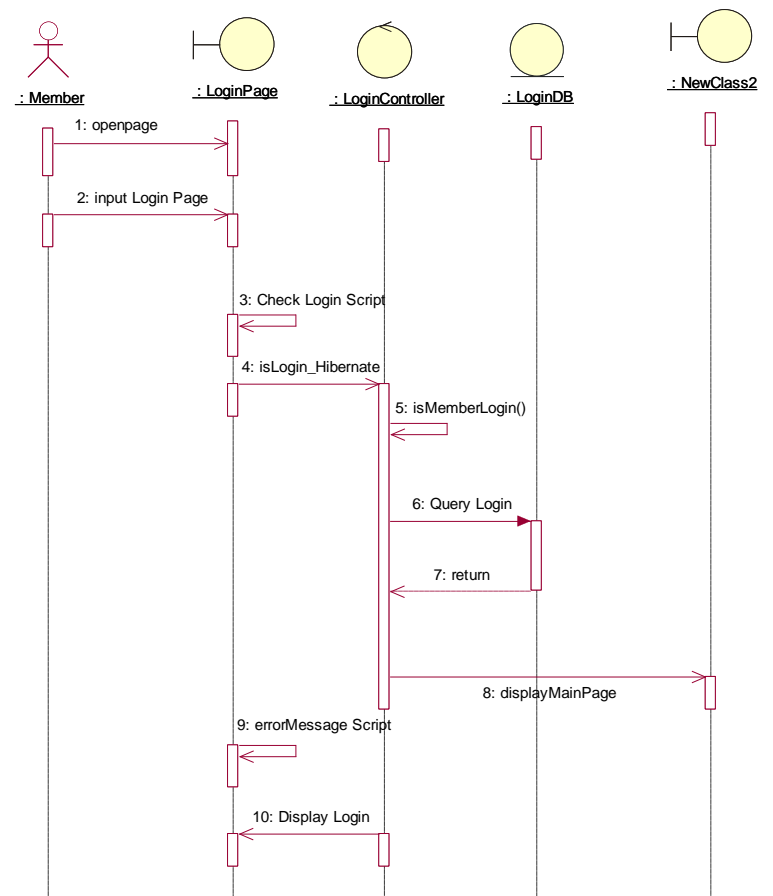 : Member
: LoginPage
: LoginController
: LoginDB
: NewClass2
1: openpage
2: input Login Page
3: Check Login Script
4: isLogin_Hibernate
5: isMemberLogin()
6: Query Login
7: return
8: displayMainPage
9: errorMessage Script
10: Display Login